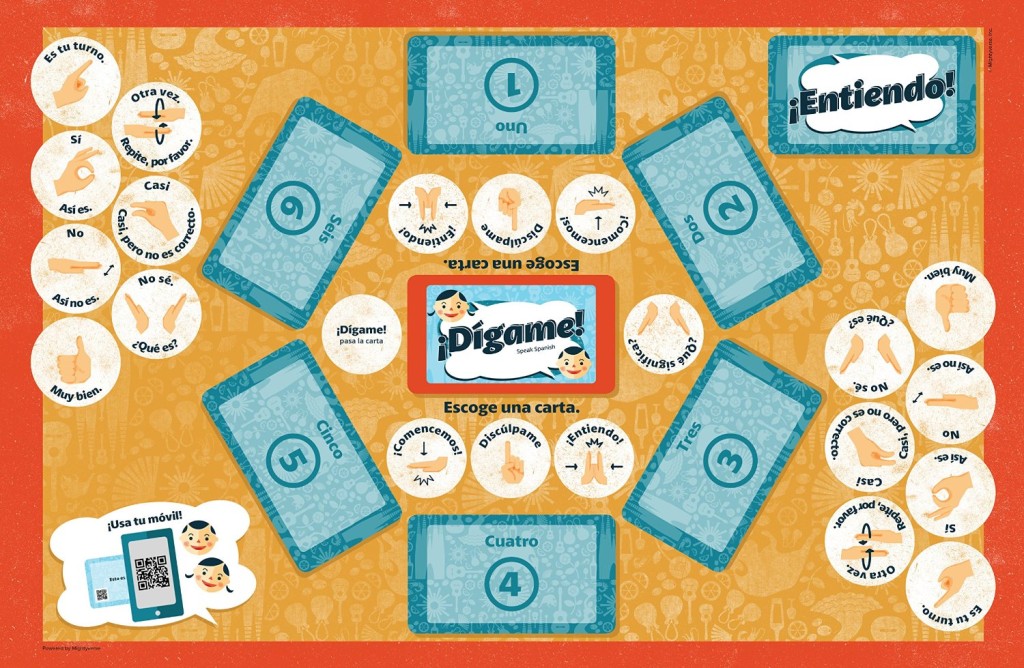 Es tu turno.
Otra vez.
Repite, por favor.
Sí
Así es.
Casi
Casi, pero no es correcto.
No
Así no es.
No sé.
¿Qué es?
Muy bien.
1
Uno
¡Entiendo!
6
Seis
2
Dos
¡Entiendo!
Discúlpame
¡Comencemos!
Escoge una carta.
¡Dígame!
pasa la carta
¡Dígame!
Speak Spanish
¿Qué significa?
Escoge una carta.
¡Comencemos!
Discúlpame
¡Entiendo!
Cinco
5
Tres
3
Cuatro
4
Muy bien.
¿Qué es?
No sé.
Así no es.
No
Casi, pero no es correcto.
Casi
Así es.
Sí
Repite, por favor.
Otra vez.
Es tu turno.
¡Usa tu móvil!
Powered by Mightyverse